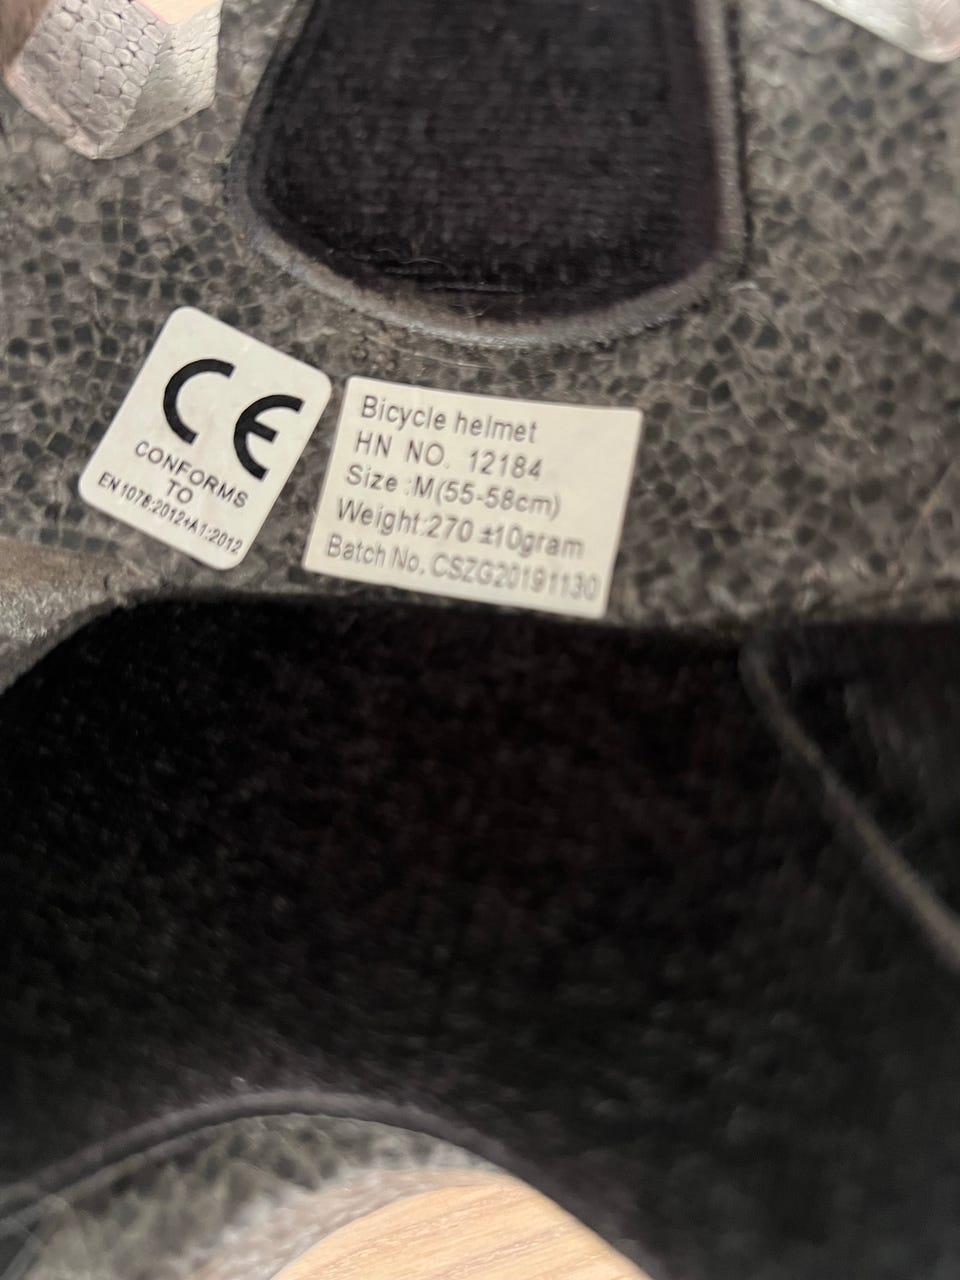 CE
CONFORMS
TO
EN 1078:2012+A1:2012
Bicycle helmet
HN NO. 12184
Size :M(55-58cm)
Weight:270 ±10gram
Batch No. CSZG20191130